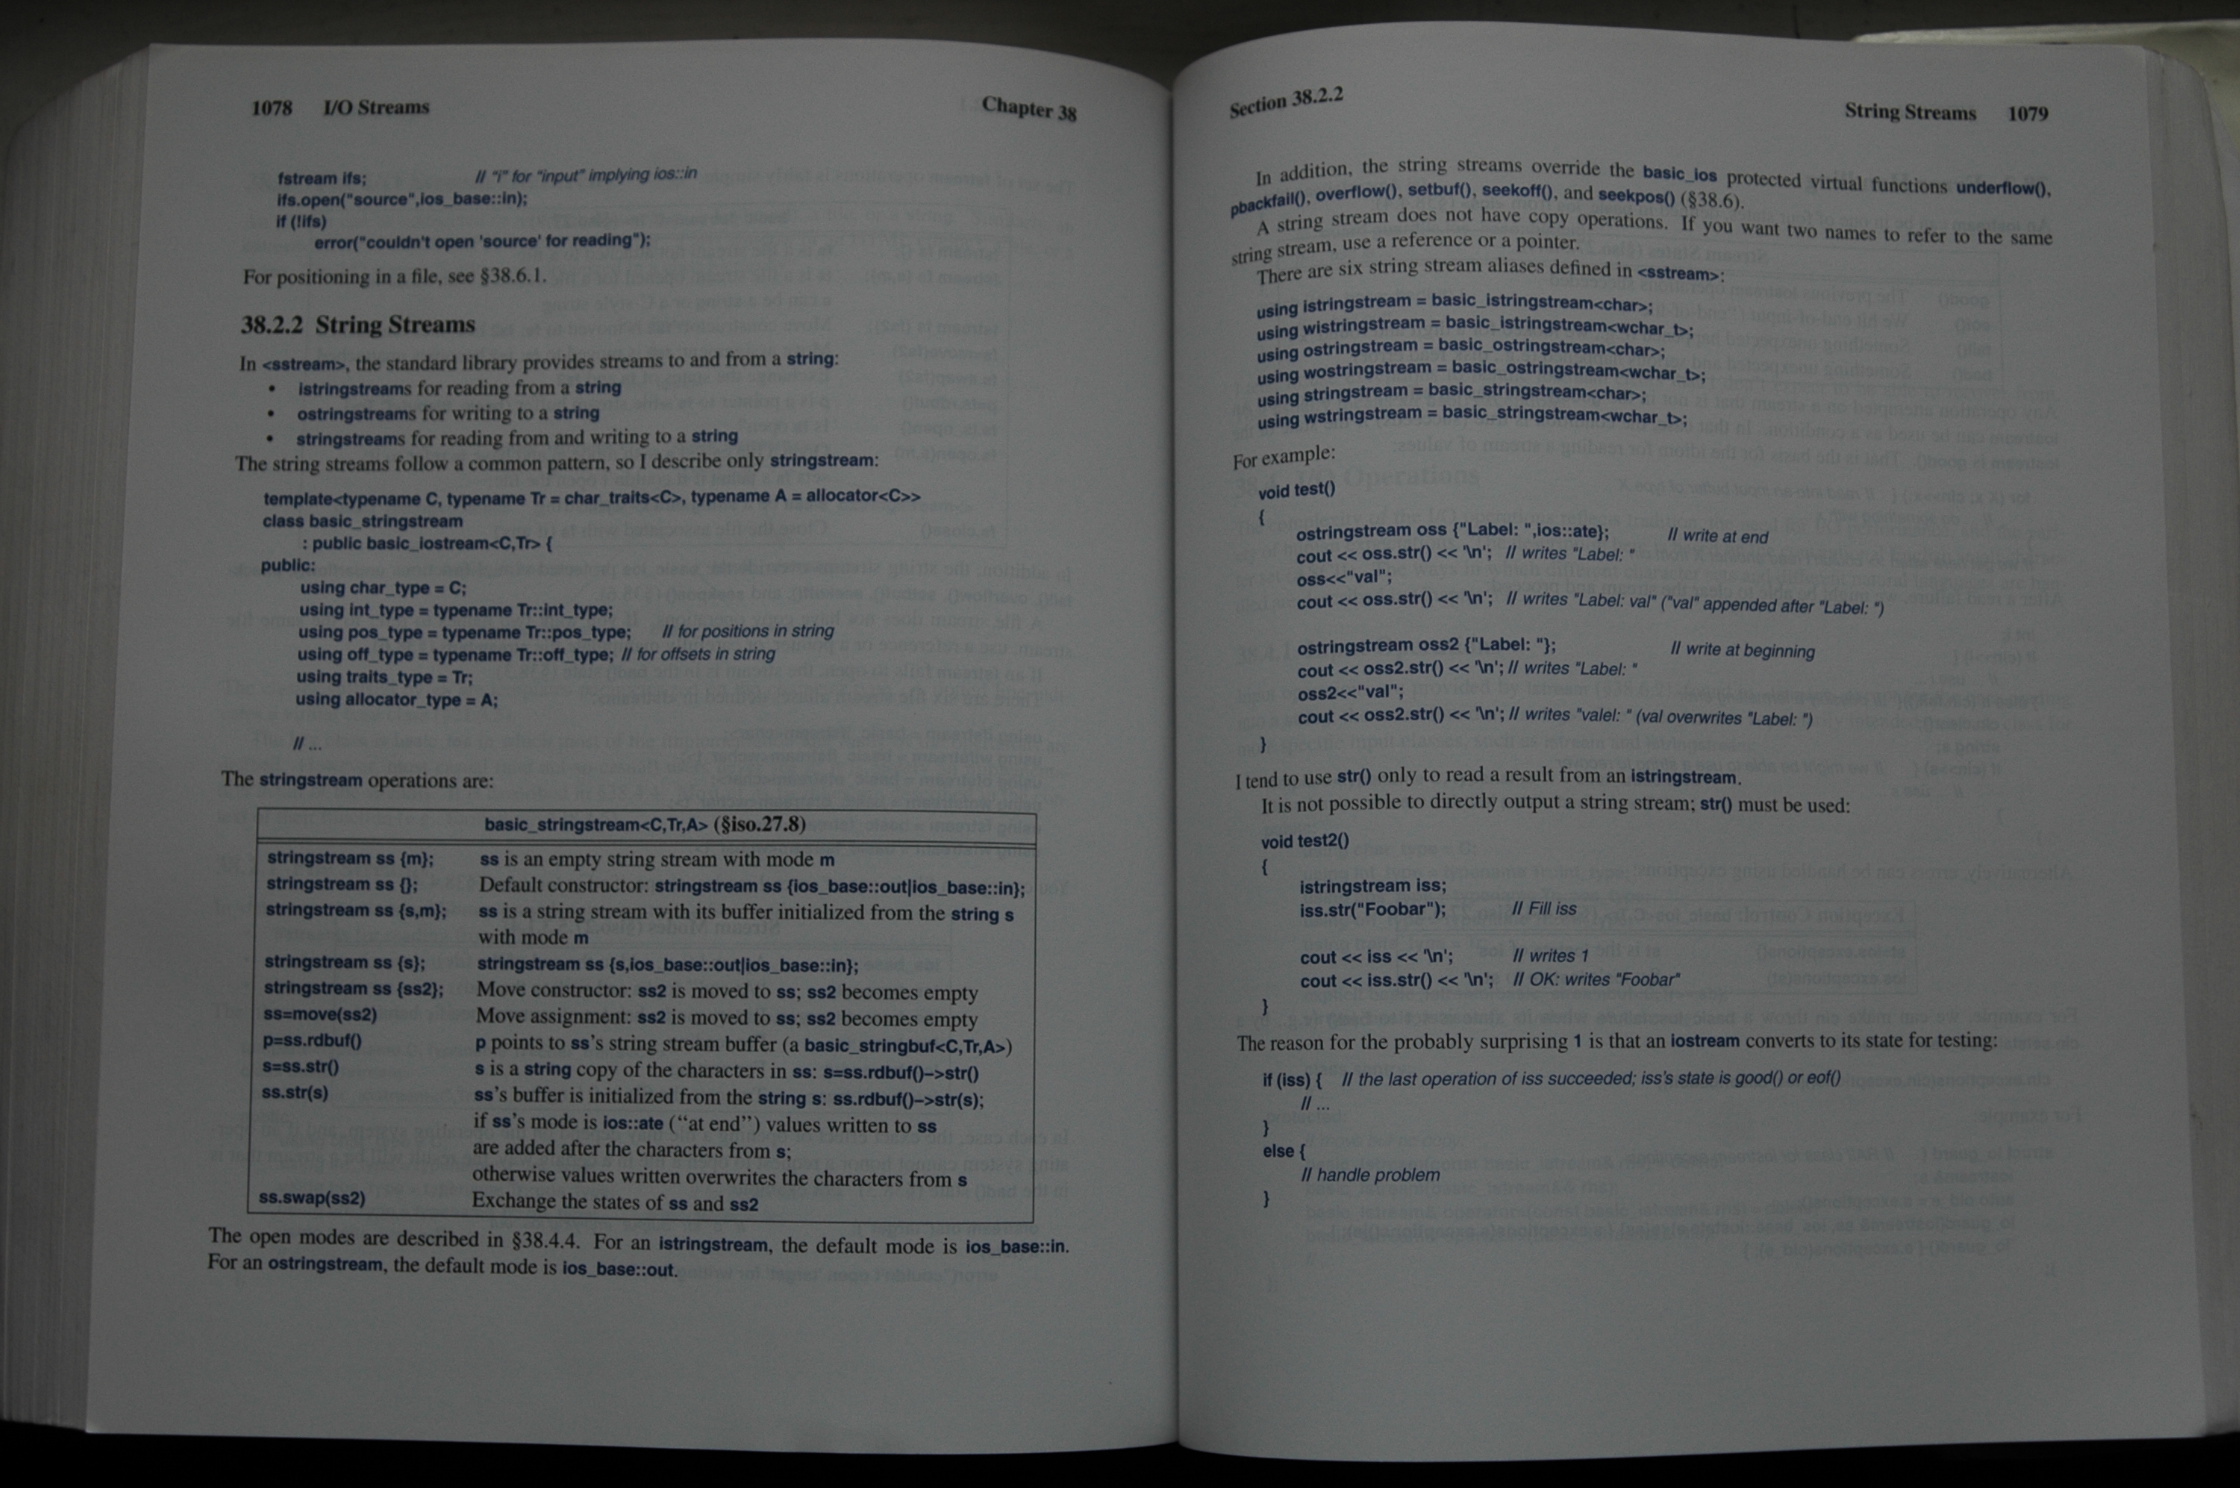 1078 I/O Streams Chapter 38
fstream ifs;
ifs.open("source",ios_base::in); // "i" for "input" implying ios::in
if (!ifs)
error("couldn't open 'source' for reading");
For positioning in a file, see §38.6.1.
38.2.2 String Streams
In <sstream>, the standard library provides streams to and from a string:
• istringstreams for reading from a string
• ostringstreams for writing to a string
• stringstreams for reading from and writing to a string
The string streams follow a common pattern, so I describe only stringstream:
template<typename C, typename Tr = char_traits<C>, typename A = allocator<C>>
class basic_stringstream
: public basic_iostream<C,Tr> {
public:
using char_type = C;
using int_type = typename Tr::int_type;
using pos_type = typename Tr::pos_type; // for positions in string
using off_type = typename Tr::off_type; // for offsets in string
using traits_type = Tr;
using allocator_type = A;
// ...
The stringstream operations are:
basic_stringstream<C,Tr,A> (§iso.27.8)
stringstream ss {m}; ss is an empty string stream with mode m
stringstream ss {}; Default constructor: stringstream ss {ios_base::out|ios_base::in};
stringstream ss {s,m}; ss is a string stream with its buffer initialized from the string s
with mode m
stringstream ss {s}; stringstream ss {s,ios_base::out|ios_base::in};
stringstream ss {ss2}; Move constructor: ss2 is moved to ss; ss2 becomes empty
ss=move(ss2) Move assignment: ss2 is moved to ss; ss2 becomes empty
p=ss.rdbuf() p points to ss's string stream buffer (a basic_stringbuf<C,Tr,A>)
s=ss.str() s is a string copy of the characters in ss: s=ss.rdbuf()->str()
ss.str(s) ss's buffer is initialized from the string s: ss.rdbuf()->str(s);
if ss's mode is ios::ate ("at end") values written to ss
are added after the characters from s;
otherwise values written overwrites the characters from s
ss.swap(ss2) Exchange the states of ss and ss2
The open modes are described in §38.4.4. For an istringstream, the default mode is ios_base::in.
For an ostringstream, the default mode is ios_base::out.
Section 38.2.2 String Streams 1079
In addition, the string streams override the basic_ios protected virtual functions underflow(),
pbackfail(), overflow(), setbuf(), seekoff(), and seekpos() (§38.6).
A string stream does not have copy operations. If you want two names to refer to the same
string stream, use a reference or a pointer.
There are six string stream aliases defined in <sstream>:
using istringstream = basic_istringstream<char>;
using wistringstream = basic_istringstream<wchar_t>;
using ostringstream = basic_ostringstream<char>;
using wostringstream = basic_ostringstream<wchar_t>;
using stringstream = basic_stringstream<char>;
using wstringstream = basic_stringstream<wchar_t>;
For example:
void test()
{
ostringstream oss {"Label: ",ios::ate}; // write at end
cout << oss.str() << '\n'; // writes "Label: "
oss<<"val";
cout << oss.str() << '\n'; // writes "Label: val" ("val" appended after "Label: ")
ostringstream oss2 {"Label: "}; // write at beginning
cout << oss2.str() << '\n'; // writes "Label: "
oss2<<"val";
cout << oss2.str() << '\n'; // writes "valel: " (val overwrites "Label: ")
}
I tend to use str() only to read a result from an istringstream.
It is not possible to directly output a string stream; str() must be used:
void test2()
{
istringstream iss;
iss.str("Foobar"); // Fill iss
cout << iss << '\n'; // writes 1
cout << iss.str() << '\n'; // OK: writes "Foobar"
}
The reason for the probably surprising 1 is that an iostream converts to its state for testing:
if (iss) { // the last operation of iss succeeded; iss's state is good() or eof()
// ...
}
else {
// handle problem
}